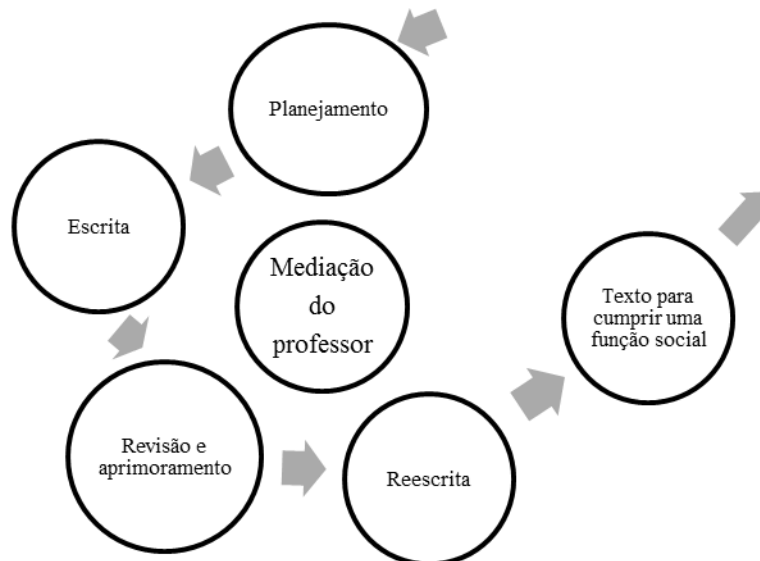 Planejamento
Escrita
Mediação
do
professor
Texto para
cumprir uma
função social
Revisão e
aprimoramento
Reescrita